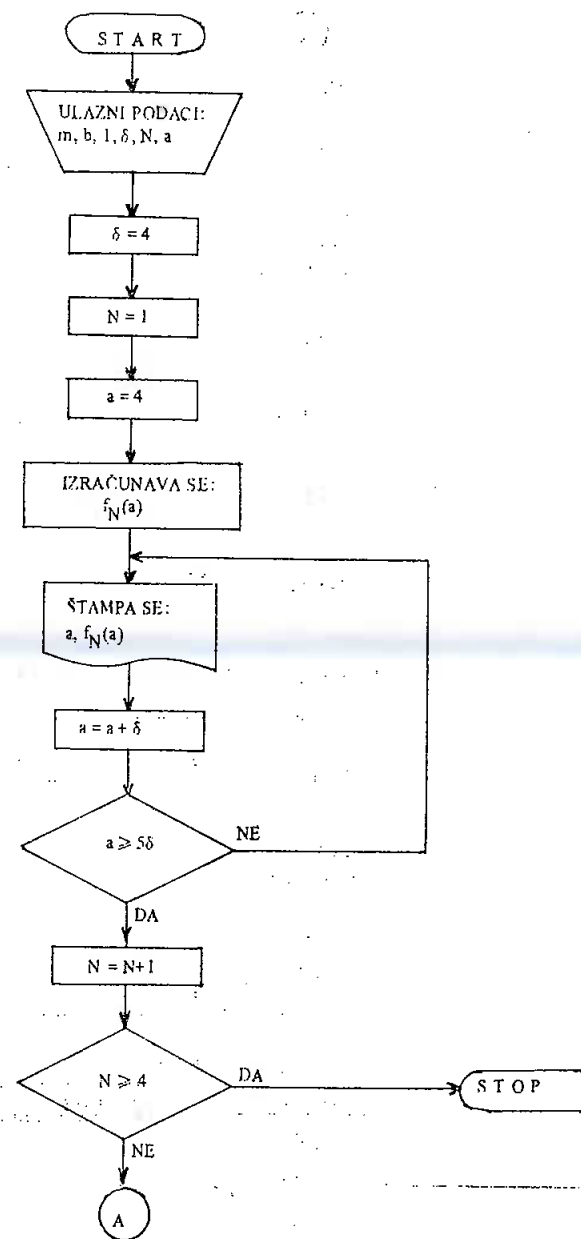 START
ULAZNI PODACI:
m, b, 1, δ, N, a
δ = 4
N = 1
a = 4
IZRAČUNAVA SE:
fN(a)
ŠTAMPA SE:
a, fN(a)
a = a + δ
a ⩾ 5δ
NE
DA
N = N+1
N ⩾ 4
DA
STOP
NE
A